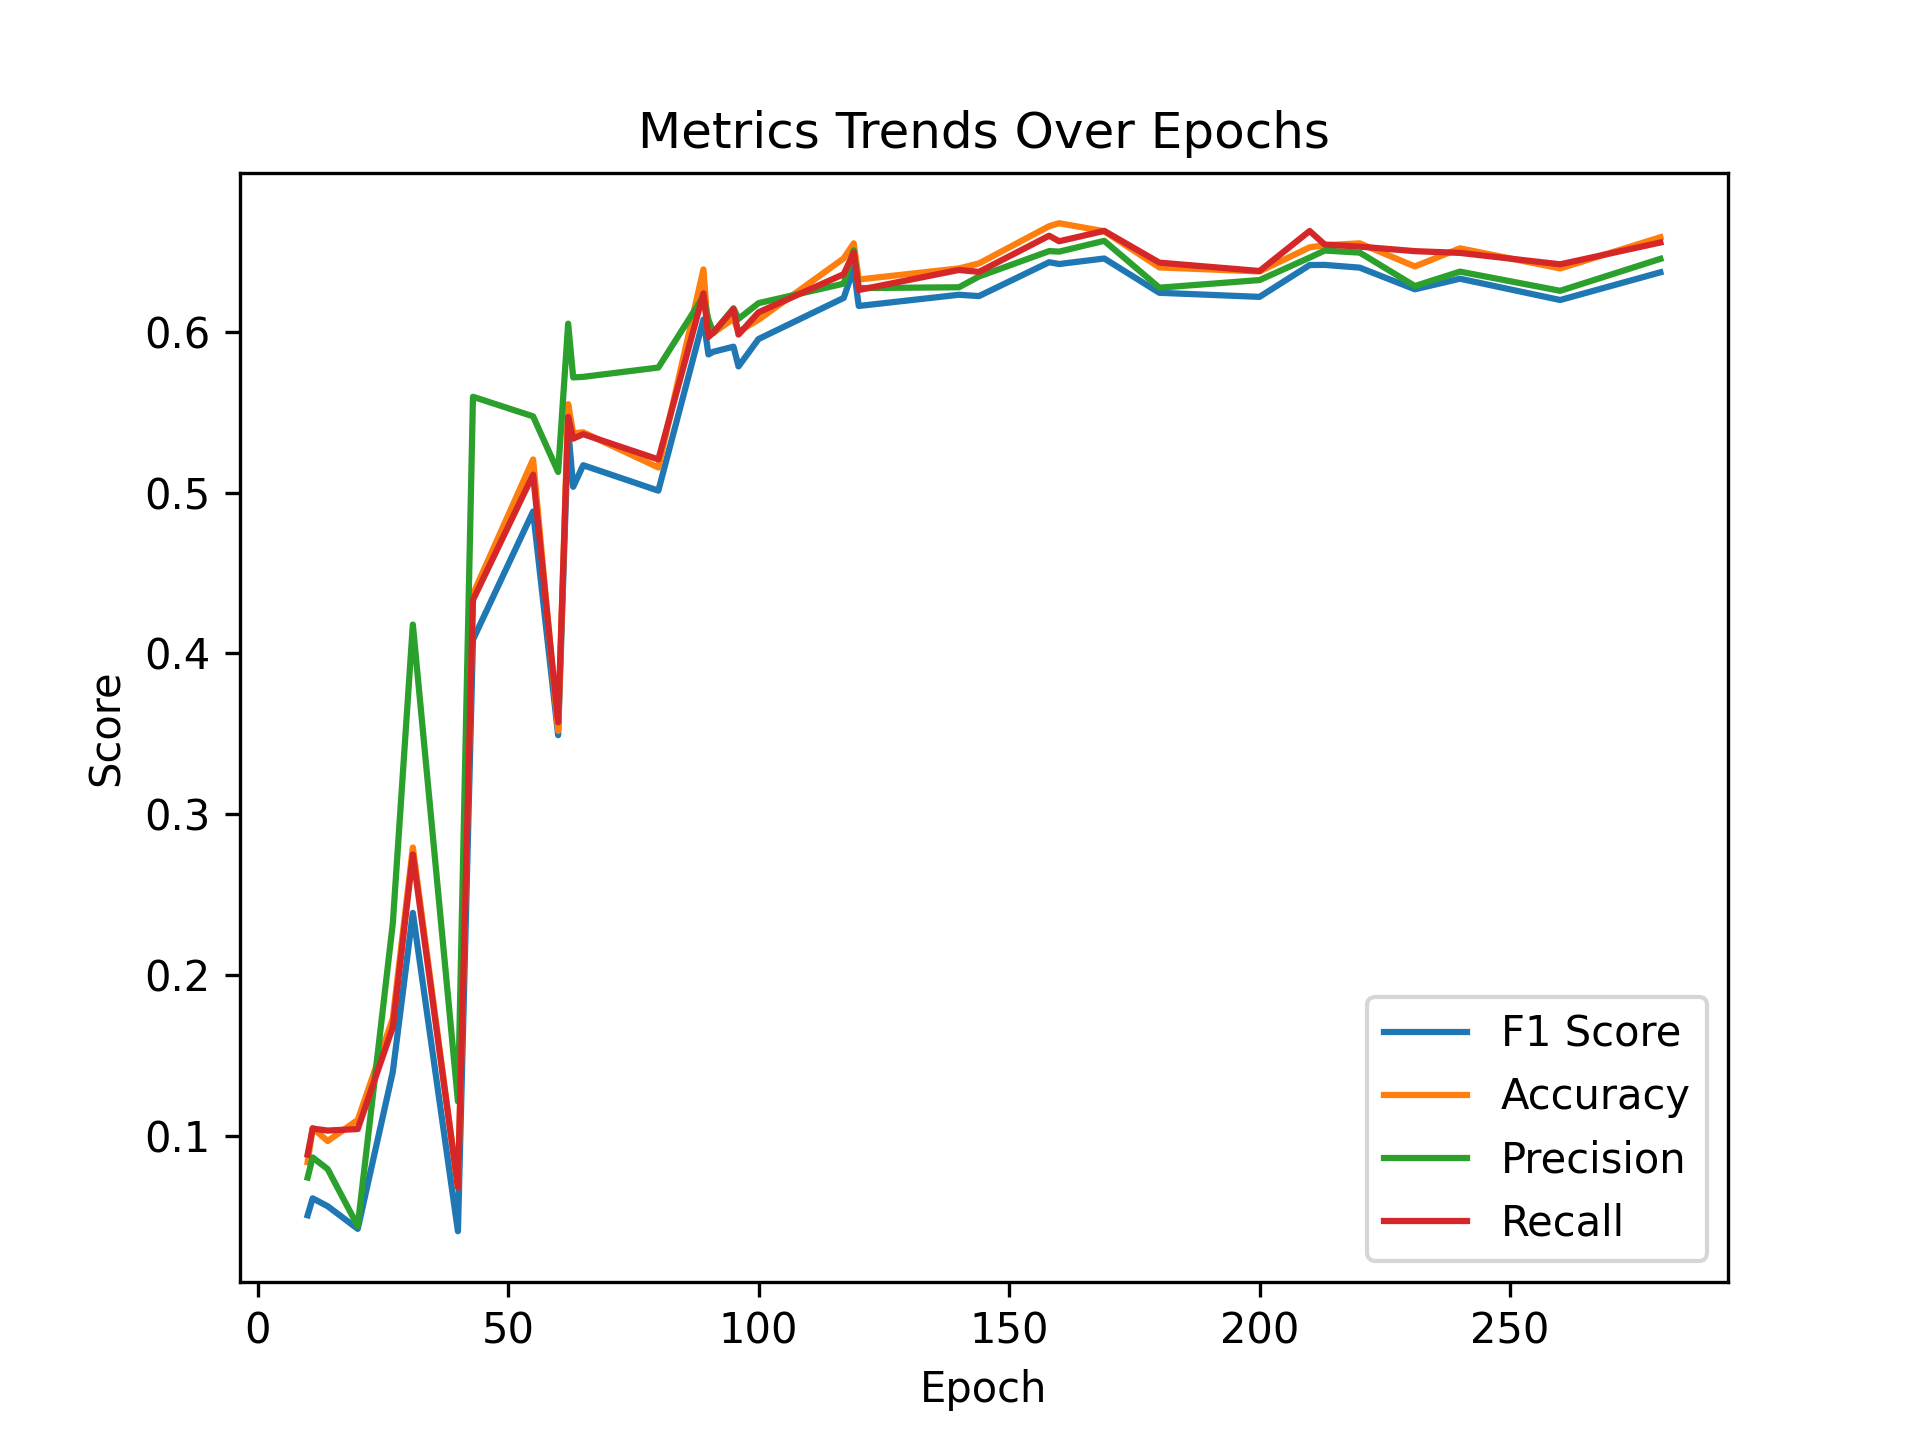 Metrics Trends Over Epochs
Score
0.6
0.5
0.4
0.3
0.2
0.1
0 50 100 150 200 250
Epoch
F1 Score
Accuracy
Precision
Recall